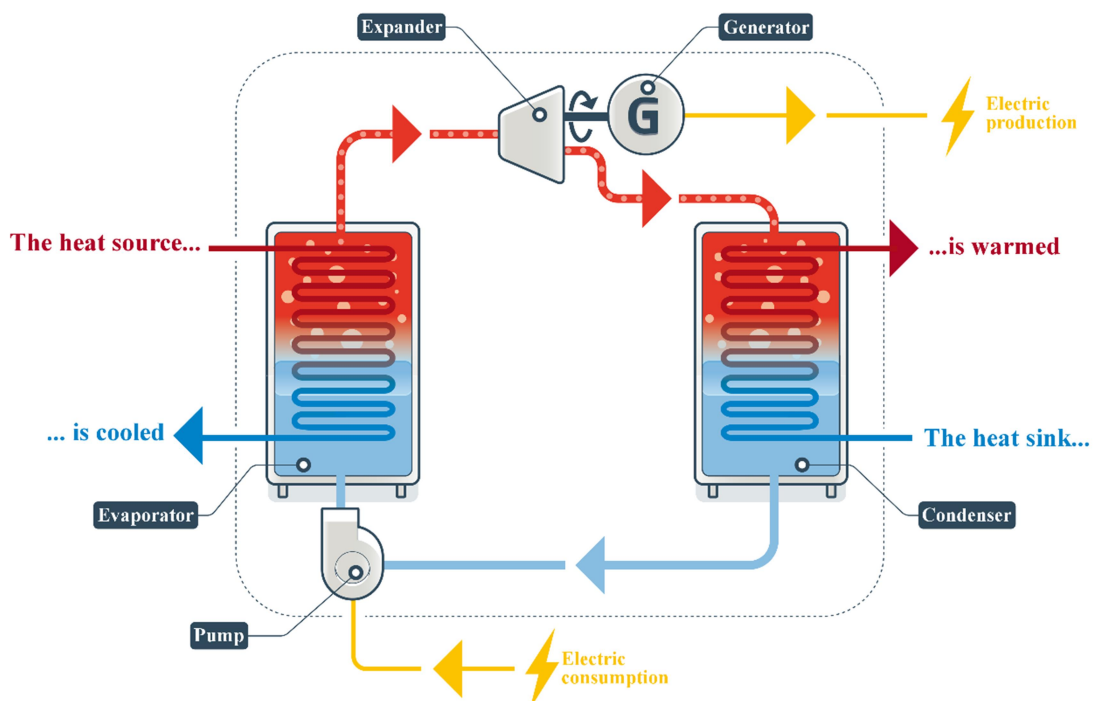 Expander
Generator
G
Electric
production
The heat source...
...is warmed
... is cooled
The heat sink...
Evaporator
Condenser
Pump
Electric
consumption